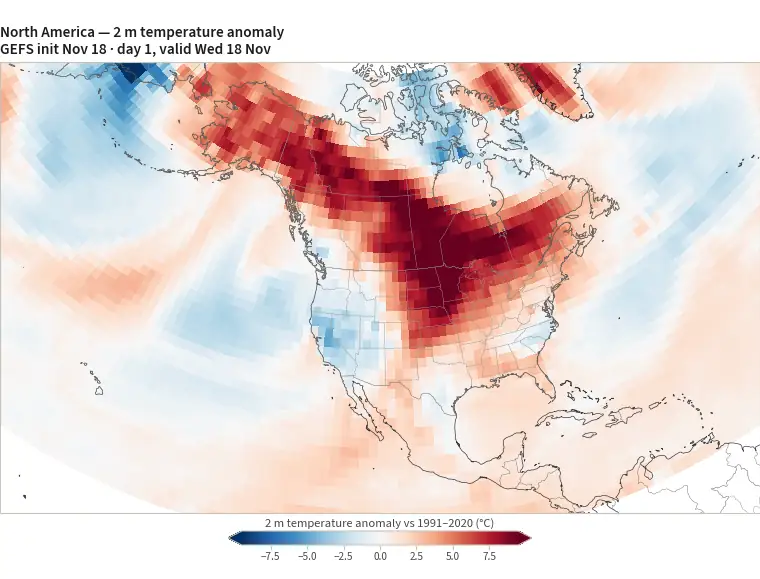 North America — 2 m temperature anomaly
GEFS init Nov 18 · day 1, valid Wed 18 Nov
2 m temperature anomaly vs 1991–2020 (°C)
−7.5 −5.0 −2.5 0.0 2.5 5.0 7.5